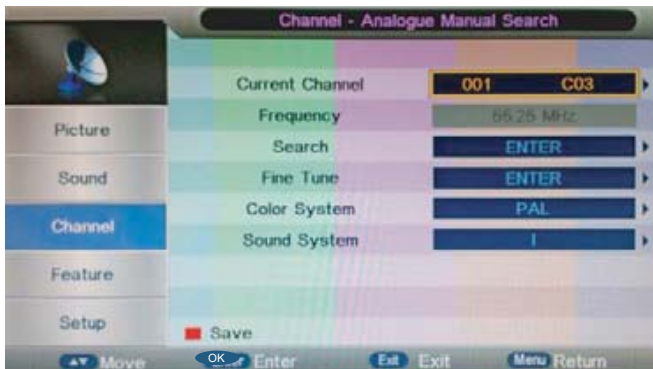 Channel - Analogue Manual Search
Current Channel 001 C03
Frequency 55.25 MHz
Search ENTER
Fine Tune ENTER
Color System PAL
Sound System I
Picture
Sound
Channel
Feature
Setup
Save
Move OK Enter Exit Exit Menu Return